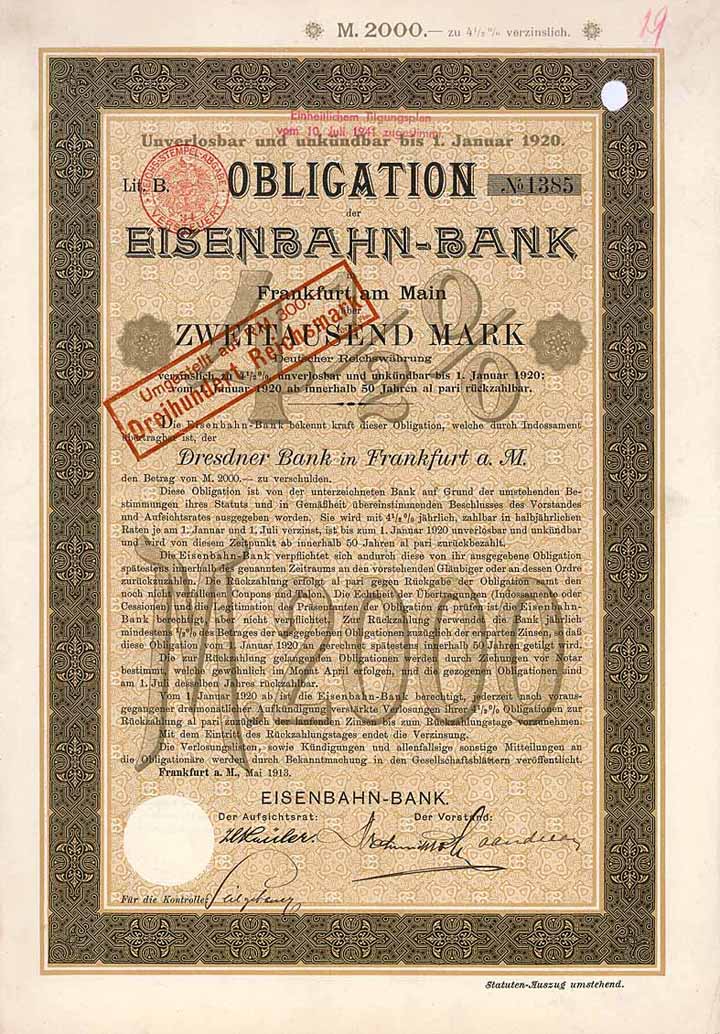 M. 2000.— zu 4½% verzinslich.
19
Einheitlichem Tilgungsplan
vom 10. Juli 1941 zugestimmt.
Unverlosbar und unkündbar bis 1. Januar 1920.
Lit. B. OBLIGATION № 1385
der
EISENBAHN-BANK
in
Frankfurt am Main
über
ZWEITAUSEND MARK
Deutscher Reichswährung
verzinslich zu 4½%, unverlosbar und unkündbar bis 1. Januar 1920;
vom 1. Januar 1920 ab innerhalb 50 Jahren al pari rückzahlbar.
Umgestellt auf RM 300.—
Dreihundert Reichsmark
4½%
Die Eisenbahn-Bank bekennt kraft dieser Obligation, welche durch Indossament
übertragbar ist, der
Dresdner Bank in Frankfurt a. M.
den Betrag von M. 2000.— zu verschulden.
Diese Obligation ist von der unterzeichneten Bank auf Grund der umstehenden Be-
stimmungen ihres Statuts und in Gemäßheit übereinstimmenden Beschlusses des Vorstandes
und Aufsichtsrates ausgegeben worden. Sie wird mit 4½% jährlich, zahlbar in halbjährlichen
Raten je am 1. Januar und 1. Juli verzinst, ist bis zum 1. Januar 1920 unverlosbar und unkündbar
und wird von diesem Zeitpunkt ab innerhalb 50 Jahren al pari zurückbezahlt.
Die Eisenbahn-Bank verpflichtet sich andurch diese von ihr ausgegebene Obligation
spätestens innerhalb des genannten Zeitraums an den vorstehenden Gläubiger oder an dessen Ordre
zurückzuzahlen. Die Rückzahlung erfolgt al pari gegen Rückgabe der Obligation samt den
noch nicht verfallenen Coupons und Talon. Die Echtheit der Übertragungen (Indossamente oder
Cessionen) und die Legitimation des Präsentanten der Obligation zu prüfen ist die Eisenbahn-
Bank berechtigt, aber nicht verpflichtet. Zur Rückzahlung verwendet die Bank jährlich
mindestens ½% des Betrages der ausgegebenen Obligationen zuzüglich der ersparten Zinsen, so daß
diese Obligation vom 1. Januar 1920 ab gerechnet spätestens innerhalb 50 Jahren getilgt wird.
Die zur Rückzahlung gelangenden Obligationen werden durch Ziehungen vor Notar
bestimmt, welche gewöhnlich im Monat April erfolgen, und die gezogenen Obligationen sind
am 1. Juli desselben Jahres rückzahlbar.
Vom 1. Januar 1920 ab ist die Eisenbahn-Bank berechtigt, jederzeit nach voraus-
gegangener dreimonatlicher Aufkündigung verstärkte Verlosungen ihrer 4½% Obligationen zur
Rückzahlung al pari zuzüglich der laufenden Zinsen bis zum Rückzahlungstage vorzunehmen.
Mit dem Eintritt des Rückzahlungstages endet die Verzinsung.
Die Verlosungslisten, sowie Kündigungen und allenfallsige sonstige Mitteilungen an
die Obligationäre werden durch Bekanntmachung in den Gesellschaftsblättern veröffentlicht.
Frankfurt a. M., Mai 1913.
M 2000
EISENBAHN-BANK.
Der Aufsichtsrat: Der Vorstand:
Für die Kontrolle:
Statuten-Auszug umstehend.